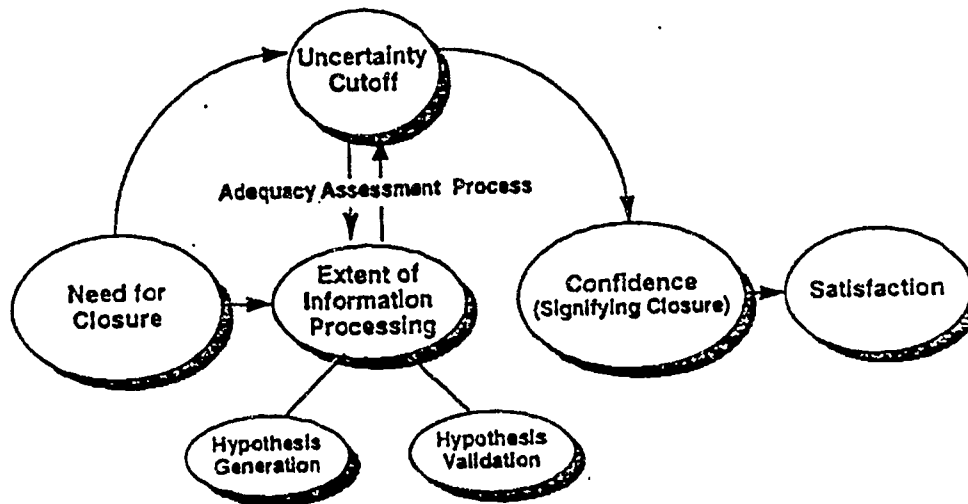 Uncertainty
Cutoff
Adequacy Assessment Process
Need for
Closure
Extent of
Information
Processing
Confidence
(Signifying Closure)
Satisfaction
Hypothesis
Generation
Hypothesis
Validation